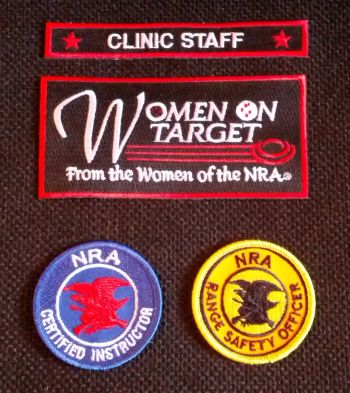 CLINIC STAFF
WOMEN ON
TARGET
From the Women of the NRA®
NRA
CERTIFIED INSTRUCTOR
NRA
RANGE SAFETY OFFICER